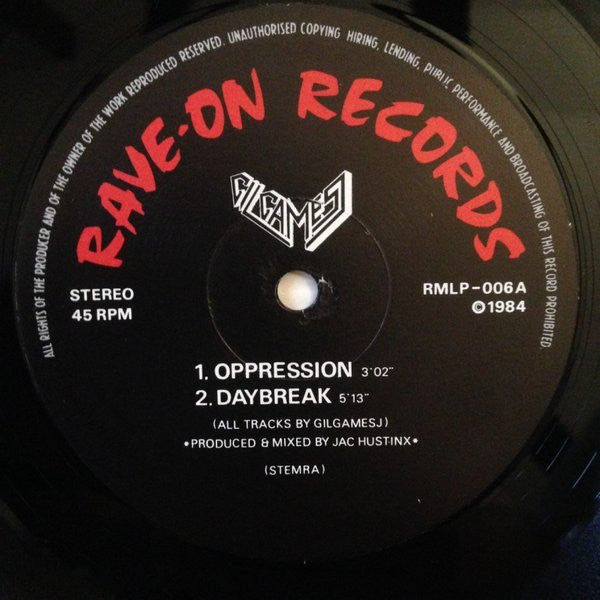 ALL RIGHTS OF THE PRODUCER AND OF THE OWNER OF THE WORK REPRODUCED RESERVED. UNAUTHORISED COPYING HIRING, LENDING, PUBLIC PERFORMANCE AND BROADCASTING OF THIS RECORD PROHIBITED.
RAVE-ON RECORDS
GILGAMESJ
STEREO
45 RPM
RMLP-006A
©1984
1. OPPRESSION 3'02"
2. DAYBREAK 5'13"
(ALL TRACKS BY GILGAMESJ)
•PRODUCED & MIXED BY JAC HUSTINX•
(STEMRA)